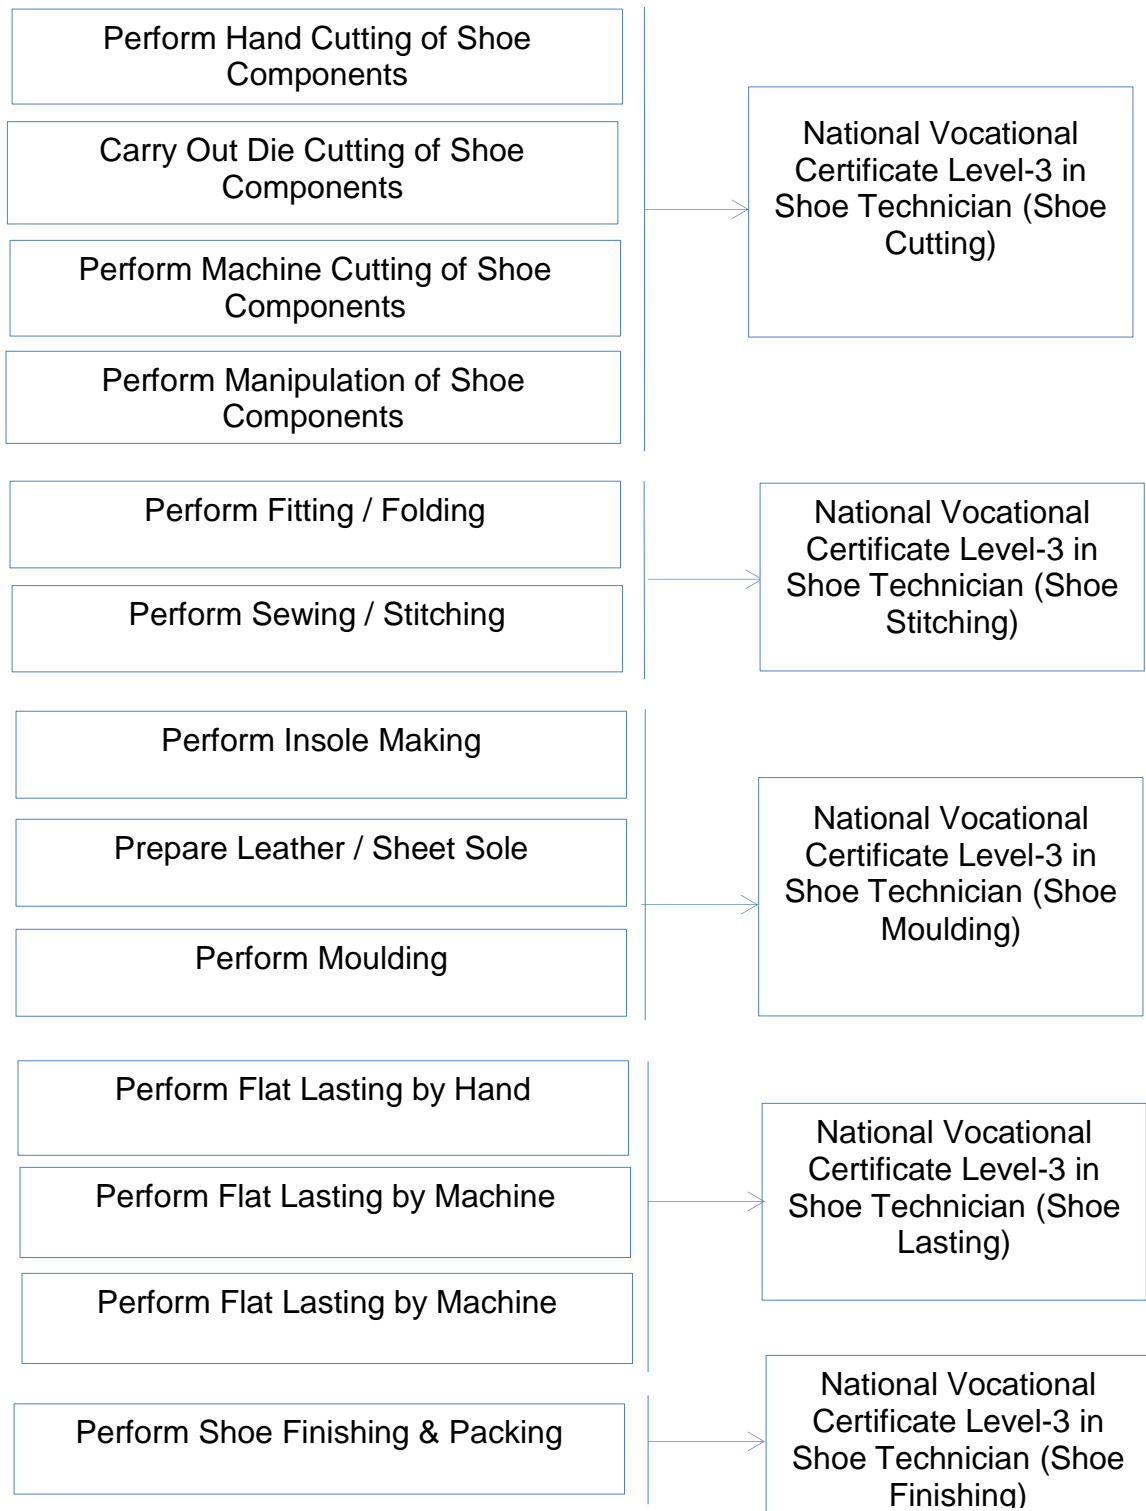 Perform Hand Cutting of Shoe
Components
Carry Out Die Cutting of Shoe
Components
Perform Machine Cutting of Shoe
Components
Perform Manipulation of Shoe
Components
National Vocational
Certificate Level-3 in
Shoe Technician (Shoe
Cutting)
Perform Fitting / Folding
Perform Sewing / Stitching
National Vocational
Certificate Level-3 in
Shoe Technician (Shoe
Stitching)
Perform Insole Making
Prepare Leather / Sheet Sole
Perform Moulding
National Vocational
Certificate Level-3 in
Shoe Technician (Shoe
Moulding)
Perform Flat Lasting by Hand
Perform Flat Lasting by Machine
Perform Flat Lasting by Machine
National Vocational
Certificate Level-3 in
Shoe Technician (Shoe
Lasting)
Perform Shoe Finishing & Packing
National Vocational
Certificate Level-3 in
Shoe Technician (Shoe
Finishing)